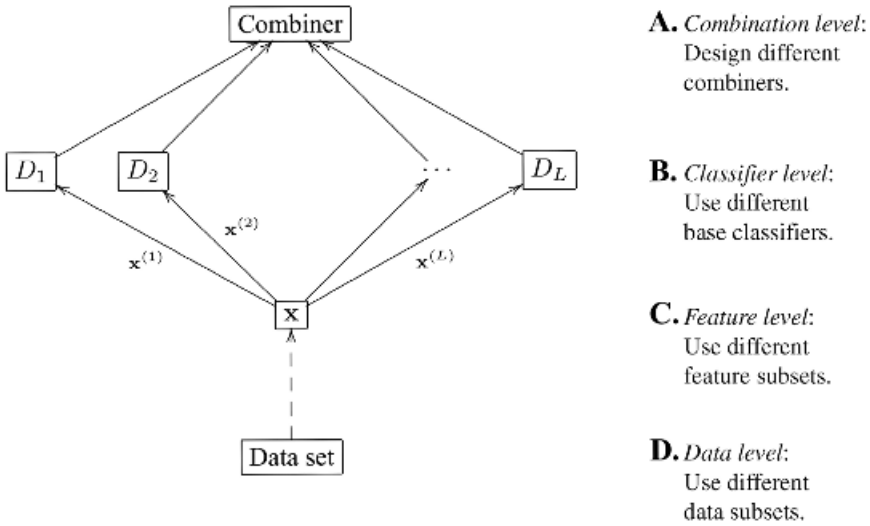 Combiner
A. Combination level:
Design different
combiners.
D₁
D₂
...
D_L
B. Classifier level:
Use different
base classifiers.
x⁽¹⁾
x⁽²⁾
x⁽ᴸ⁾
x
C. Feature level:
Use different
feature subsets.
Data set
D. Data level:
Use different
data subsets.